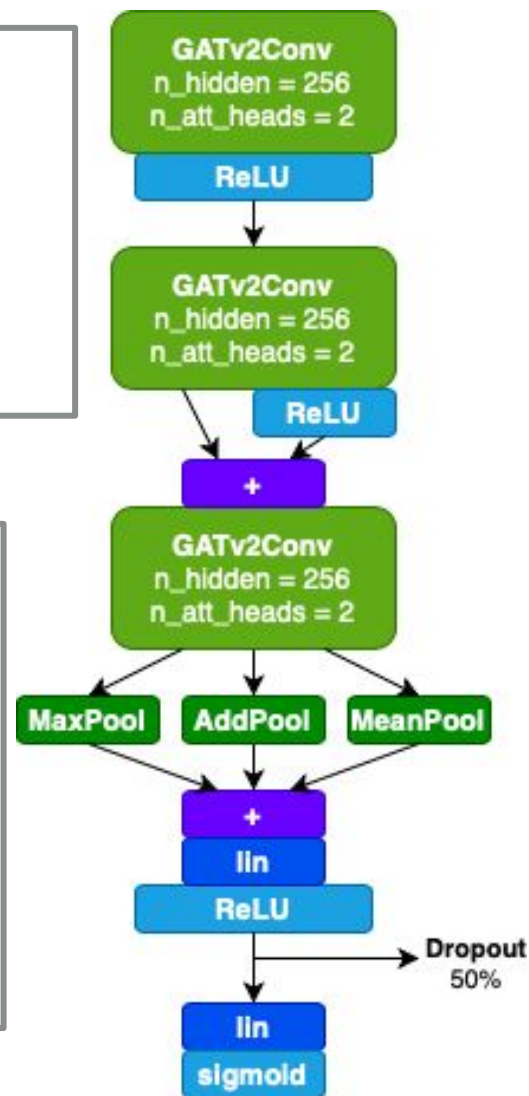 GATv2Conv
n_hidden = 256
n_att_heads = 2
ReLU
GATv2Conv
n_hidden = 256
n_att_heads = 2
ReLU
+
GATv2Conv
n_hidden = 256
n_att_heads = 2
MaxPool AddPool MeanPool
+
lin
ReLU
Dropout
50%
lin
sigmoid